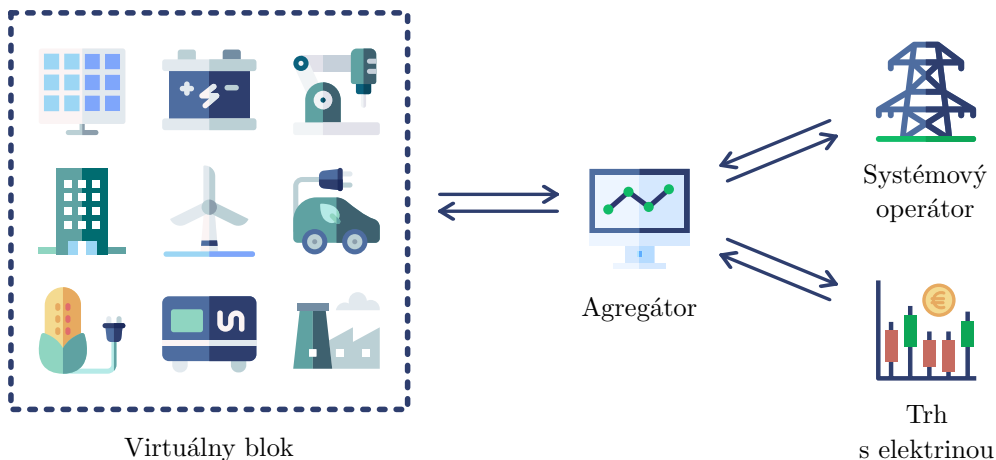 Systémový
operátor
Agregátor
Trh
s elektrinou
Virtuálny blok